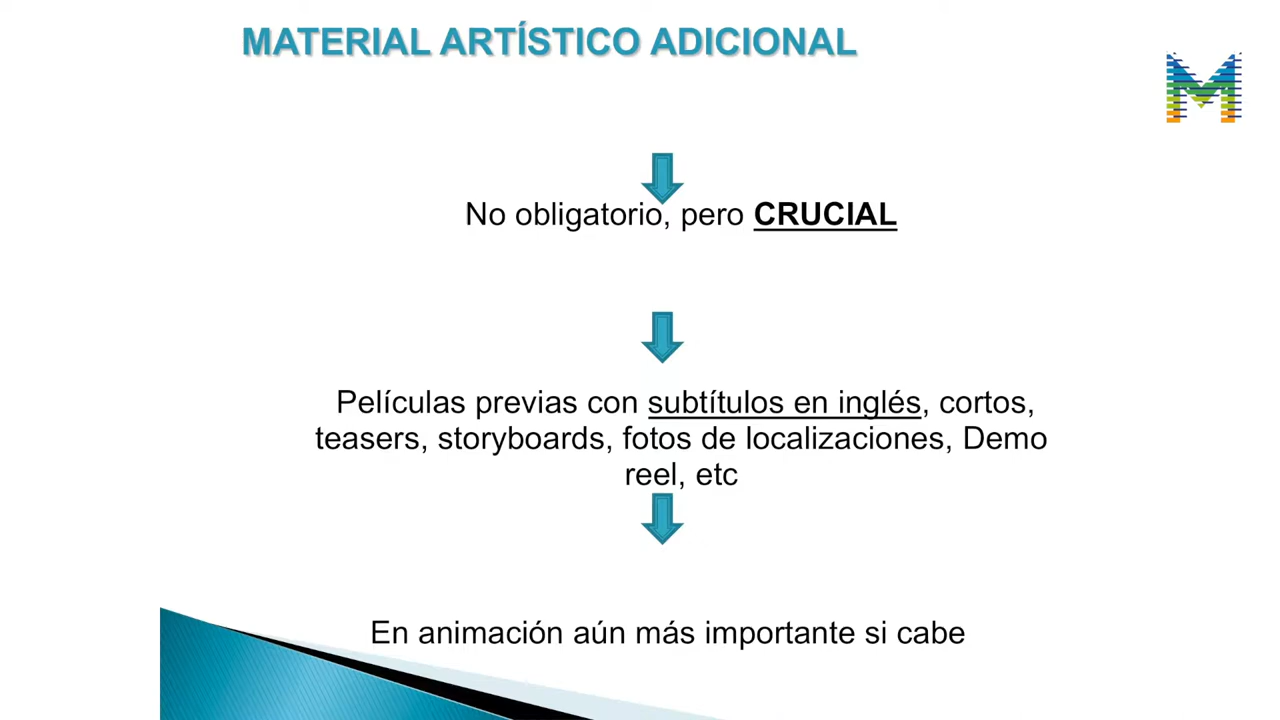 MATERIAL ARTÍSTICO ADICIONAL
No obligatorio, pero CRUCIAL
Películas previas con subtítulos en inglés, cortos,
teasers, storyboards, fotos de localizaciones, Demo
reel, etc
En animación aún más importante si cabe